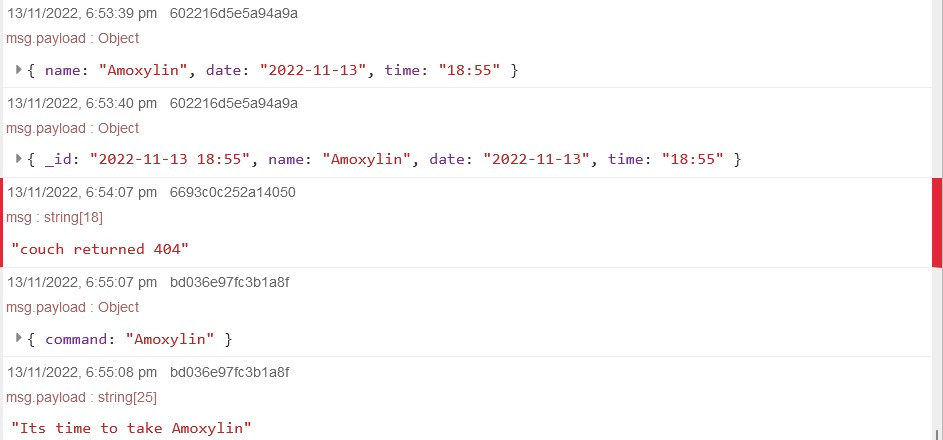 13/11/2022, 6:53:39 pm 602216d5e5a94a9a
msg.payload : Object
{ name: "Amoxylin", date: "2022-11-13", time: "18:55" }
13/11/2022, 6:53:40 pm 602216d5e5a94a9a
msg.payload : Object
{ _id: "2022-11-13 18:55", name: "Amoxylin", date: "2022-11-13", time: "18:55" }
13/11/2022, 6:54:07 pm 6693c0c252a14050
msg : string[18]
"couch returned 404"
13/11/2022, 6:55:07 pm bd036e97fc3b1a8f
msg.payload : Object
{ command: "Amoxylin" }
13/11/2022, 6:55:08 pm bd036e97fc3b1a8f
msg.payload : string[25]
"Its time to take Amoxylin"